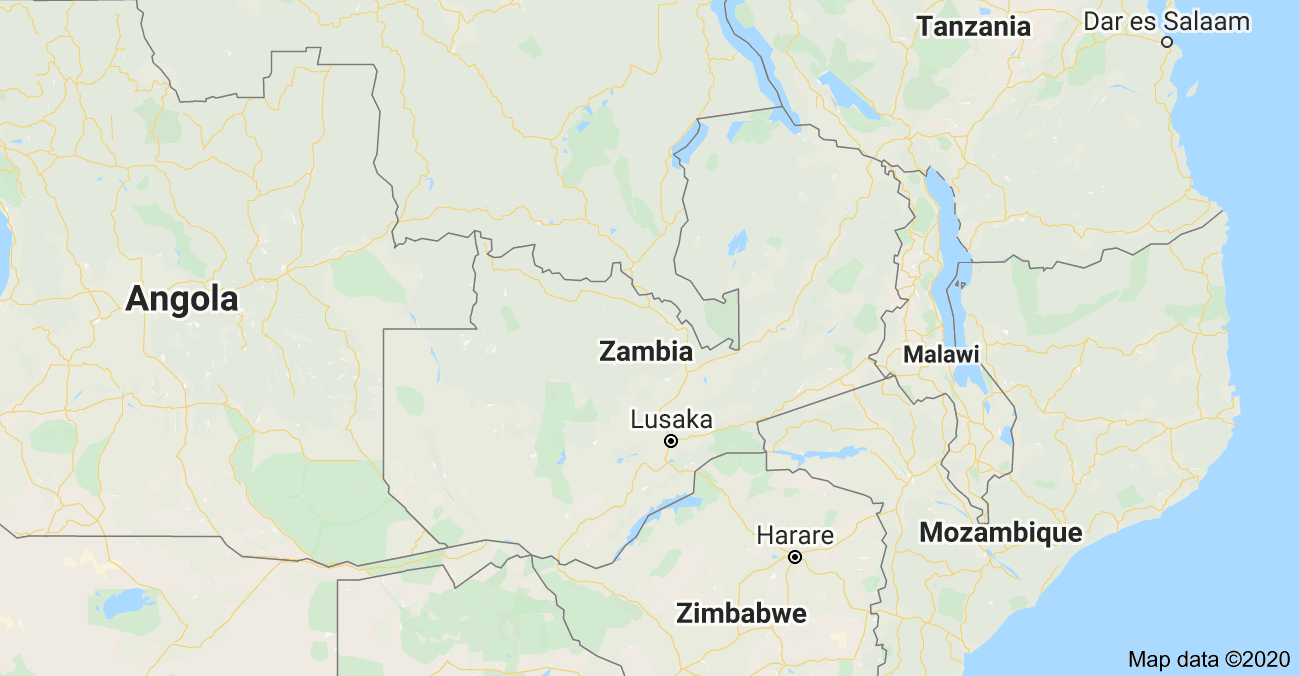 Tanzania
Dar es Salaam
Angola
Zambia
Malawi
Lusaka
Mozambique
Harare
Zimbabwe
Map data ©2020